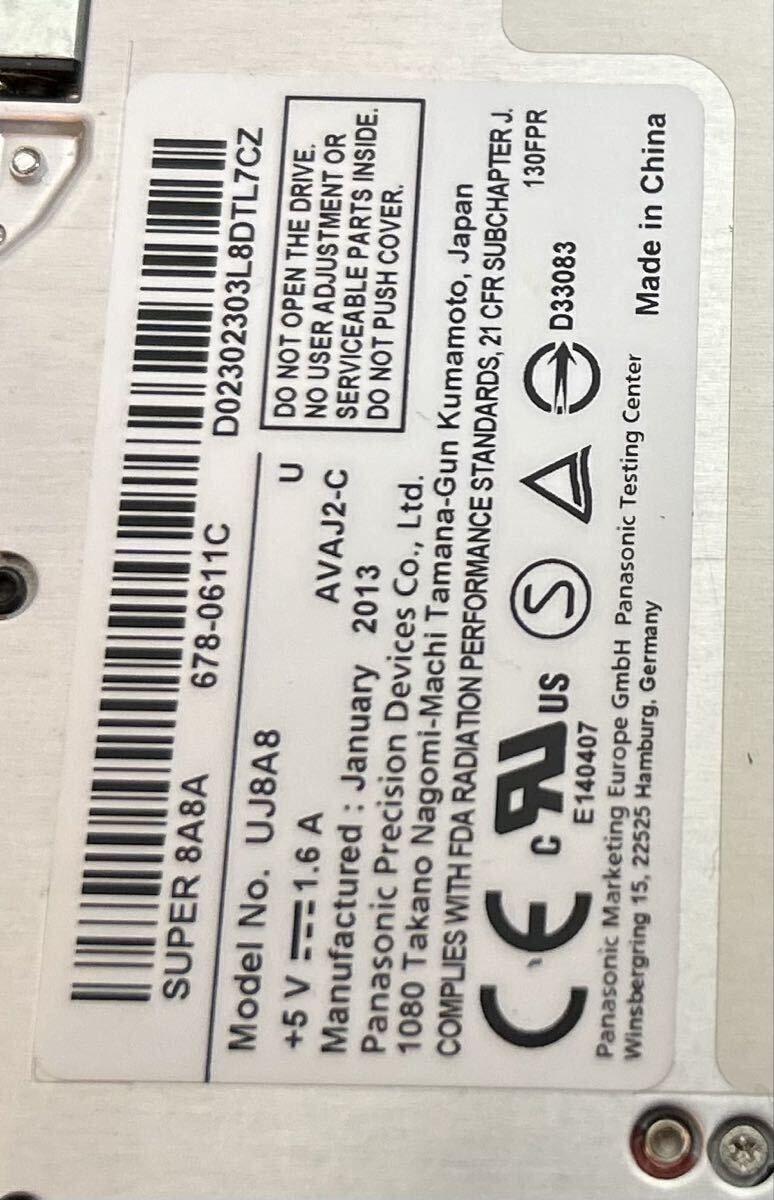 SUPER 8A8A 678-0611C D02302303L8DTL7CZ
Model No. UJ8A8 U
+5 V 1.6 A AVAJ2-C
Manufactured : January 2013
Panasonic Precision Devices Co., Ltd.
1080 Takano Nagomi-Machi Tamana-Gun Kumamoto, Japan
COMPLIES WITH FDA RADIATION PERFORMANCE STANDARDS, 21 CFR SUBCHAPTER J.
DO NOT OPEN THE DRIVE.
NO USER ADJUSTMENT OR
SERVICEABLE PARTS INSIDE.
DO NOT PUSH COVER.
130FPR
CE c RU US S D33083
E140407
Panasonic Marketing Europe GmbH Panasonic Testing Center
Winsbergring 15, 22525 Hamburg, Germany
Made in China